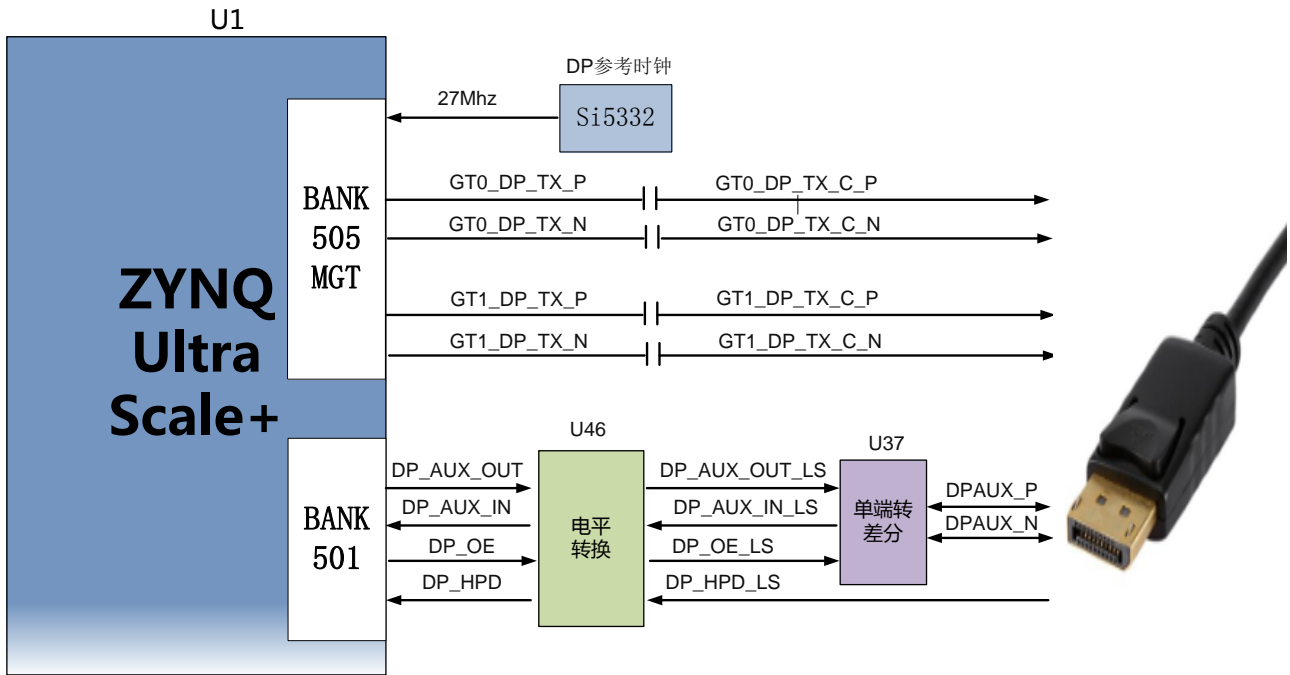 U1
DP参考时钟
27Mhz
Si5332
GT0_DP_TX_P
GT0_DP_TX_C_P
BANK
505
MGT
GT0_DP_TX_N
GT0_DP_TX_C_N
ZYNQ
Ultra
Scale+
GT1_DP_TX_P
GT1_DP_TX_C_P
GT1_DP_TX_N
GT1_DP_TX_C_N
U46
U37
BANK
501
DP_AUX_OUT
DP_AUX_IN
DP_OE
DP_HPD
电平
转换
DP_AUX_OUT_LS
DP_AUX_IN_LS
DP_OE_LS
DP_HPD_LS
单端转
差分
DPAUX_P
DPAUX_N